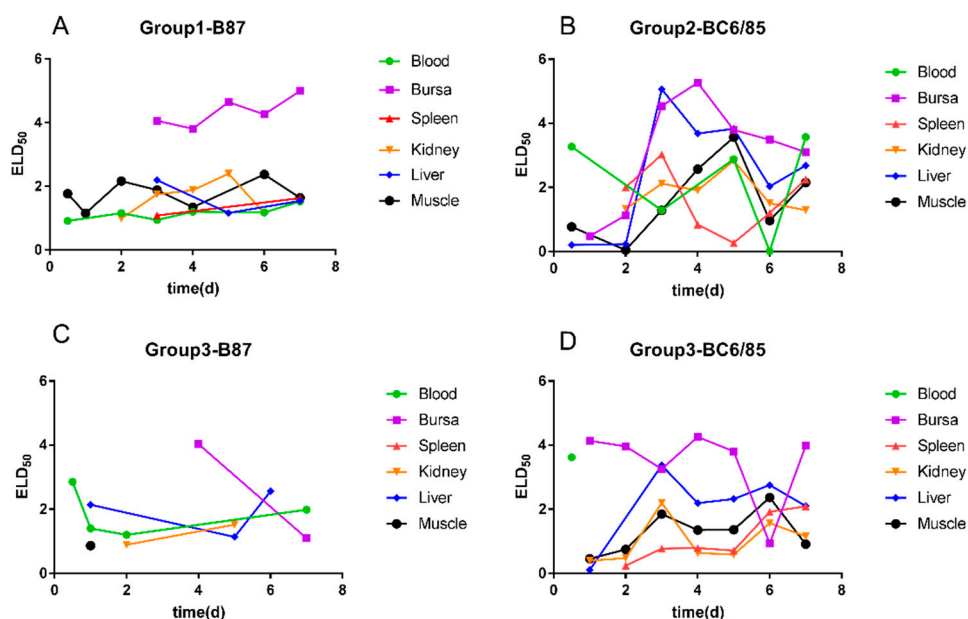 A
Group1-B87
6
4
2
0
ELD50
0 2 4 6 8
time(d)
Blood
Bursa
Spleen
Kidney
Liver
Muscle
B
Group2-BC6/85
6
4
2
0
ELD50
0 2 4 6 8
time(d)
Blood
Bursa
Spleen
Kidney
Liver
Muscle
C
Group3-B87
6
4
2
0
ELD50
0 2 4 6 8
time(d)
Blood
Bursa
Spleen
Kidney
Liver
Muscle
D
Group3-BC6/85
6
4
2
0
ELD50
0 2 4 6 8
time(d)
Blood
Bursa
Spleen
Kidney
Liver
Muscle